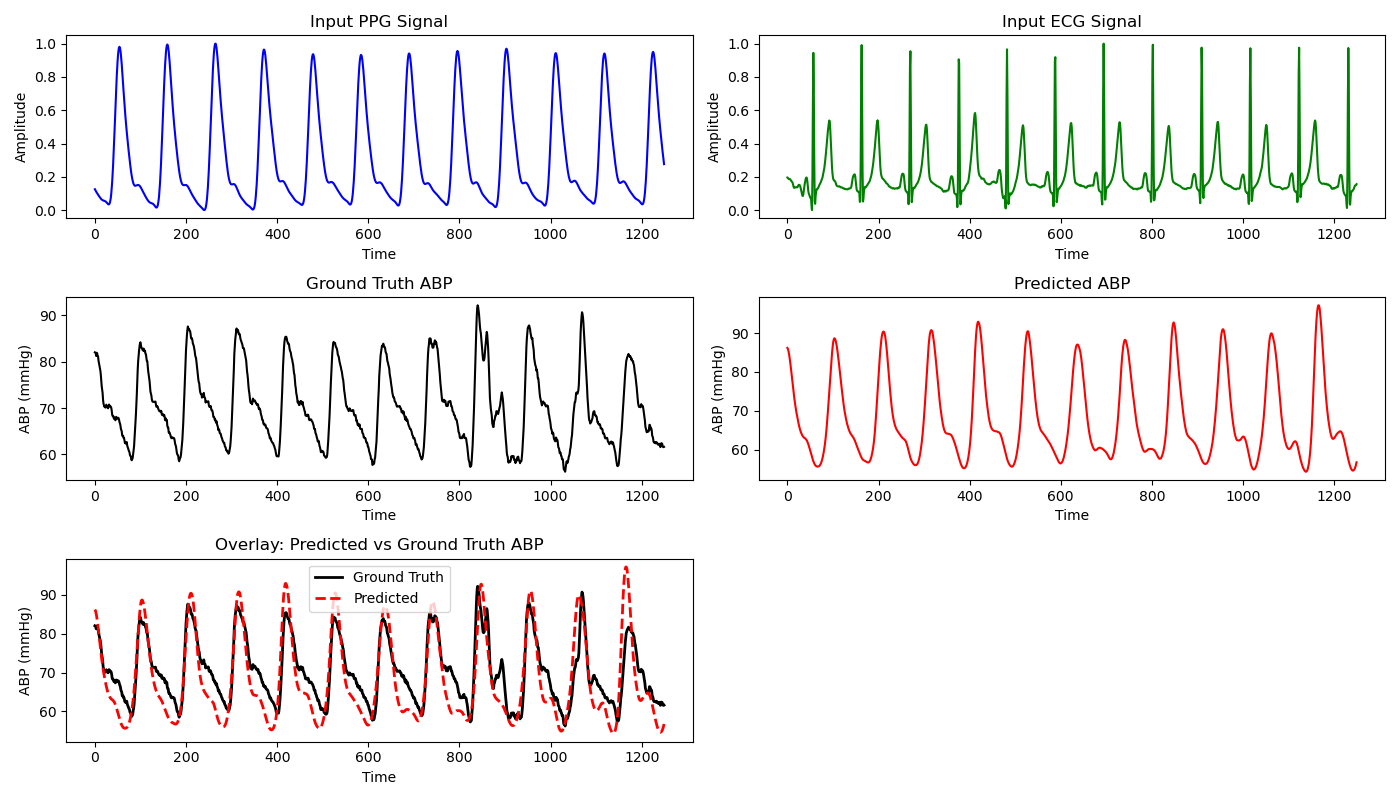 Input PPG Signal
1.0
0.8
0.6
0.4
0.2
0.0
Amplitude
0 200 400 600 800 1000 1200
Time
Input ECG Signal
1.0
0.8
0.6
0.4
0.2
0.0
Amplitude
0 200 400 600 800 1000 1200
Time
Ground Truth ABP
90
80
70
60
ABP (mmHg)
0 200 400 600 800 1000 1200
Time
Predicted ABP
90
80
70
60
ABP (mmHg)
0 200 400 600 800 1000 1200
Time
Overlay: Predicted vs Ground Truth ABP
Ground Truth
Predicted
90
80
70
60
ABP (mmHg)
0 200 400 600 800 1000 1200
Time